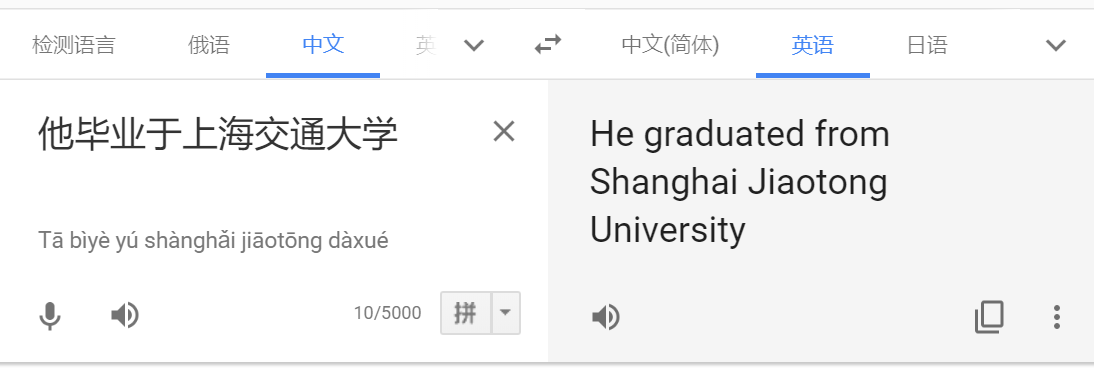 检测语言 俄语 中文 英 中文(简体) 英语 日语
他毕业于上海交通大学
Tā bìyè yú shànghǎi jiāotōng dàxué
10/5000 拼
He graduated from
Shanghai Jiaotong
University